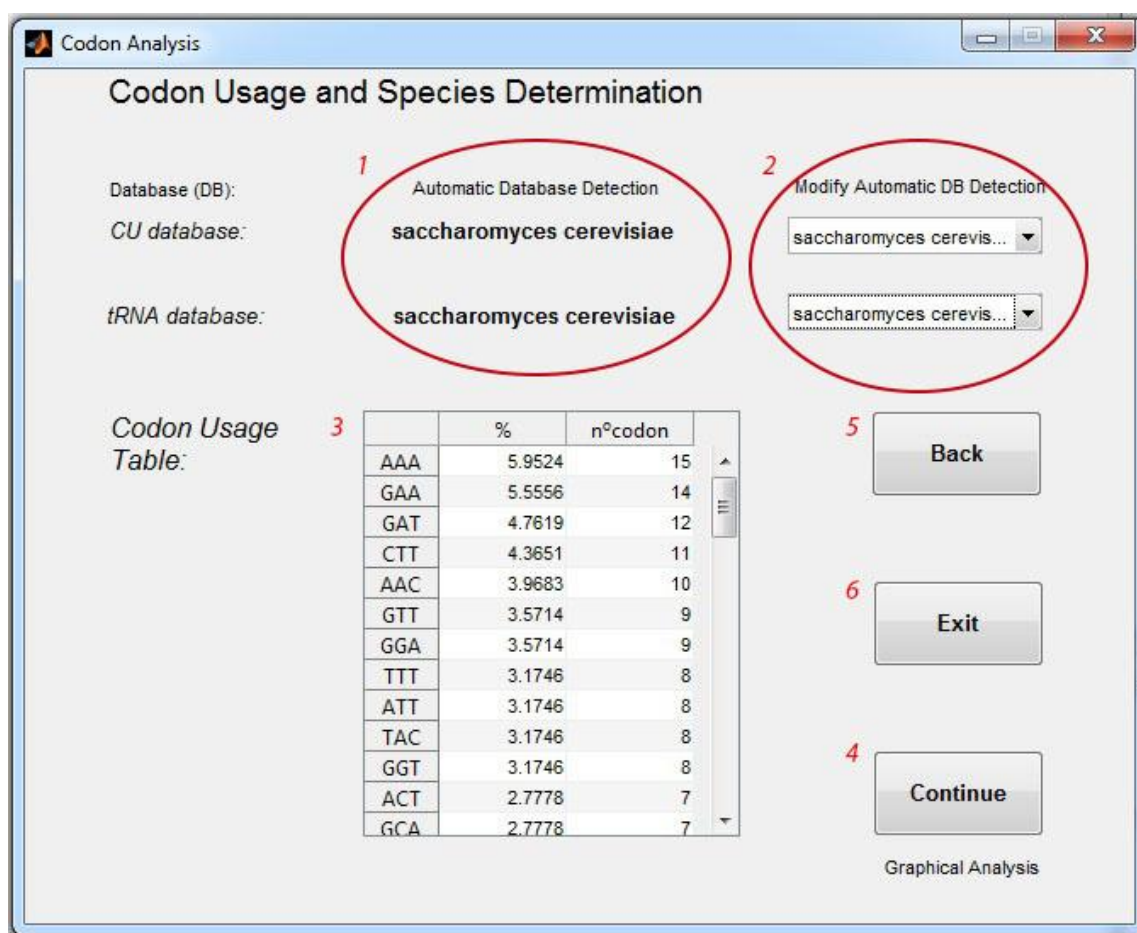 Codon Analysis
Codon Usage and Species Determination
1
2
Database (DB):
Automatic Database Detection
Modify Automatic DB Detection
CU database:
saccharomyces cerevisiae
saccharomyces cerevis...
tRNA database:
saccharomyces cerevisiae
saccharomyces cerevis...
Codon Usage
Table:
3
% nºcodon
AAA 5.9524 15
GAA 5.5556 14
GAT 4.7619 12
CTT 4.3651 11
AAC 3.9683 10
GTT 3.5714 9
GGA 3.5714 9
TTT 3.1746 8
ATT 3.1746 8
TAC 3.1746 8
GGT 3.1746 8
ACT 2.7778 7
GCA 2.7778 7
5
Back
6
Exit
4
Continue
Graphical Analysis